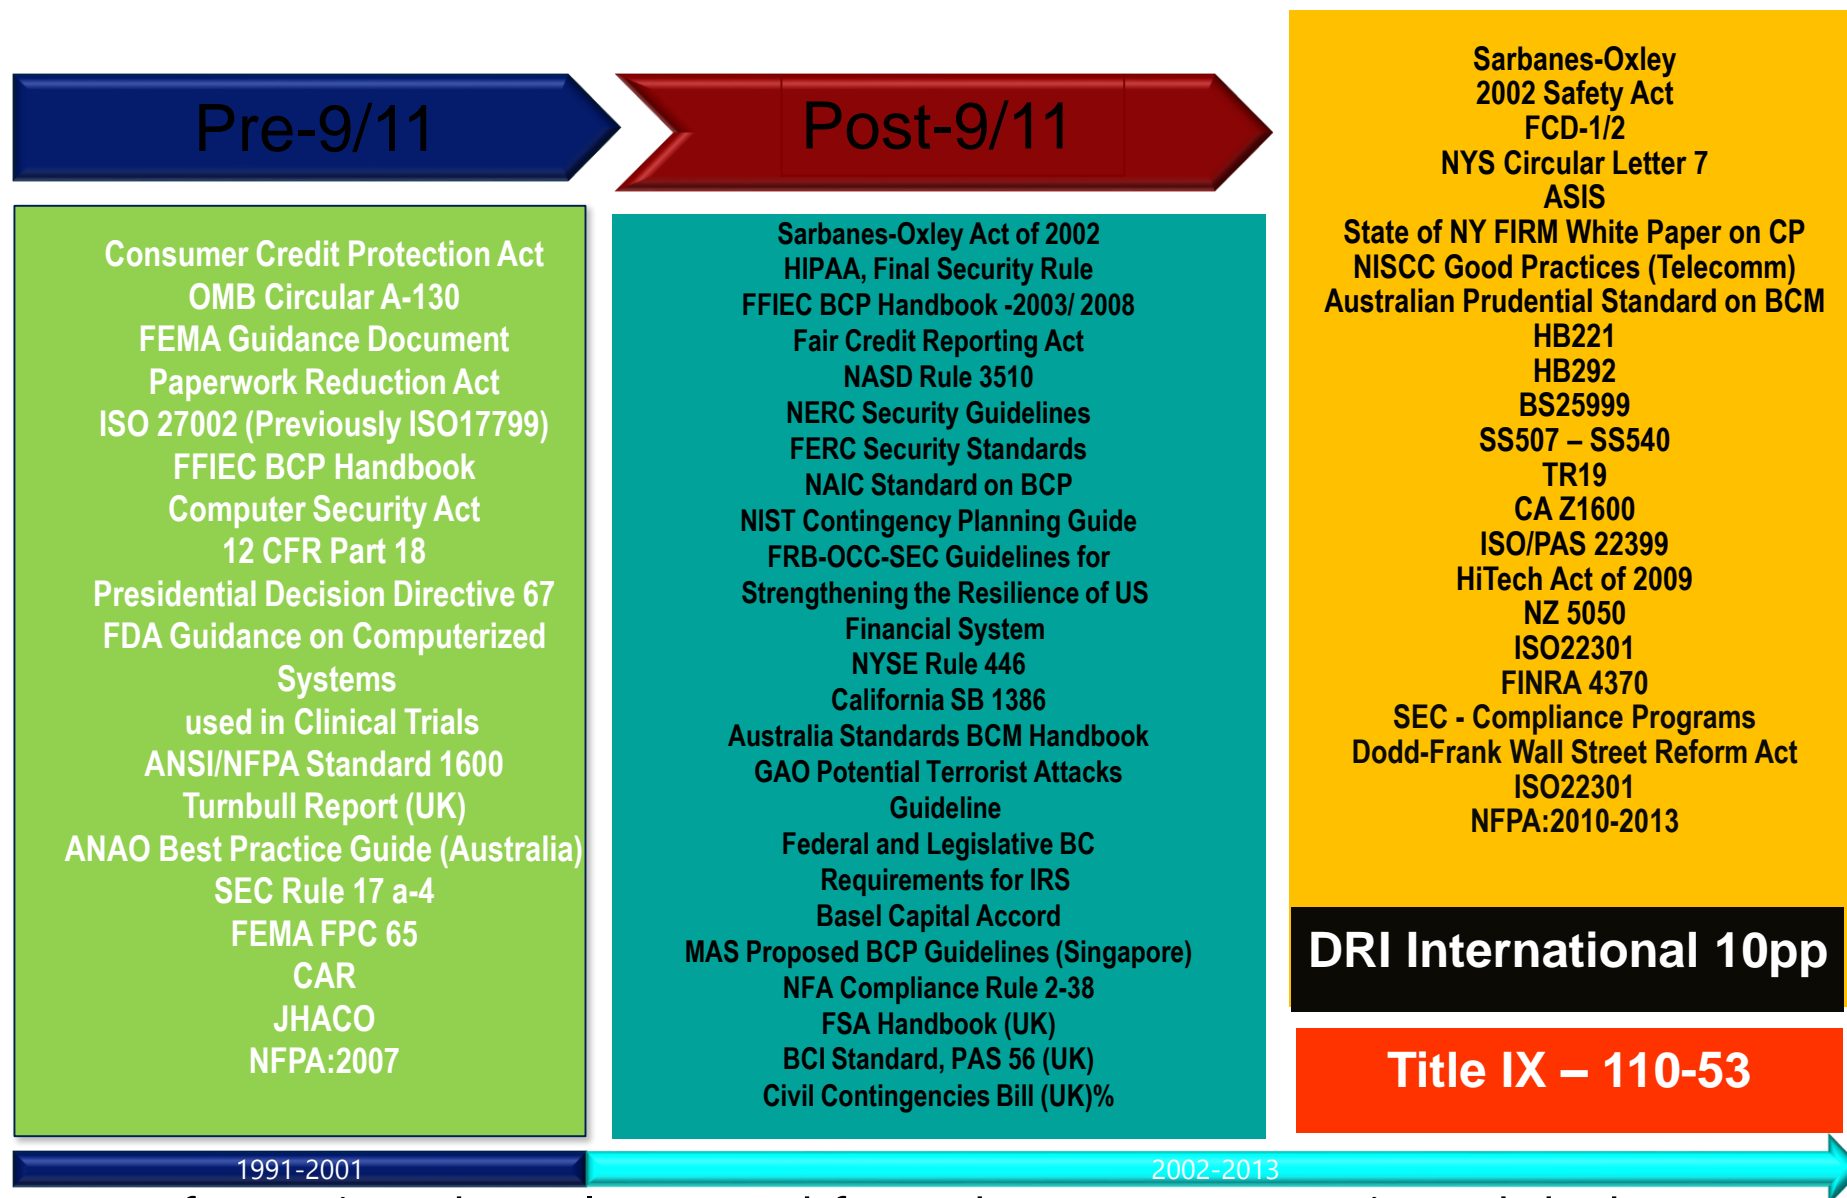 Pre-9/11
Consumer Credit Protection Act
OMB Circular A-130
FEMA Guidance Document
Paperwork Reduction Act
ISO 27002 (Previously ISO17799)
FFIEC BCP Handbook
Computer Security Act
12 CFR Part 18
Presidential Decision Directive 67
FDA Guidance on Computerized
Systems
used in Clinical Trials
ANSI/NFPA Standard 1600
Turnbull Report (UK)
ANAO Best Practice Guide (Australia)
SEC Rule 17 a-4
FEMA FPC 65
CAR
JHACO
NFPA:2007
Post-9/11
Sarbanes-Oxley Act of 2002
HIPAA, Final Security Rule
FFIEC BCP Handbook -2003/ 2008
Fair Credit Reporting Act
NASD Rule 3510
NERC Security Guidelines
FERC Security Standards
NAIC Standard on BCP
NIST Contingency Planning Guide
FRB-OCC-SEC Guidelines for
Strengthening the Resilience of US
Financial System
NYSE Rule 446
California SB 1386
Australia Standards BCM Handbook
GAO Potential Terrorist Attacks
Guideline
Federal and Legislative BC
Requirements for IRS
Basel Capital Accord
MAS Proposed BCP Guidelines (Singapore)
NFA Compliance Rule 2-38
FSA Handbook (UK)
BCI Standard, PAS 56 (UK)
Civil Contingencies Bill (UK)%
Sarbanes-Oxley
2002 Safety Act
FCD-1/2
NYS Circular Letter 7
ASIS
State of NY FIRM White Paper on CP
NISCC Good Practices (Telecomm)
Australian Prudential Standard on BCM
HB221
HB292
BS25999
SS507 – SS540
TR19
CA Z1600
ISO/PAS 22399
HiTech Act of 2009
NZ 5050
ISO22301
FINRA 4370
SEC - Compliance Programs
Dodd-Frank Wall Street Reform Act
ISO22301
NFPA:2010-2013
DRI International 10pp
Title IX – 110-53
1991-2001
2002-2013